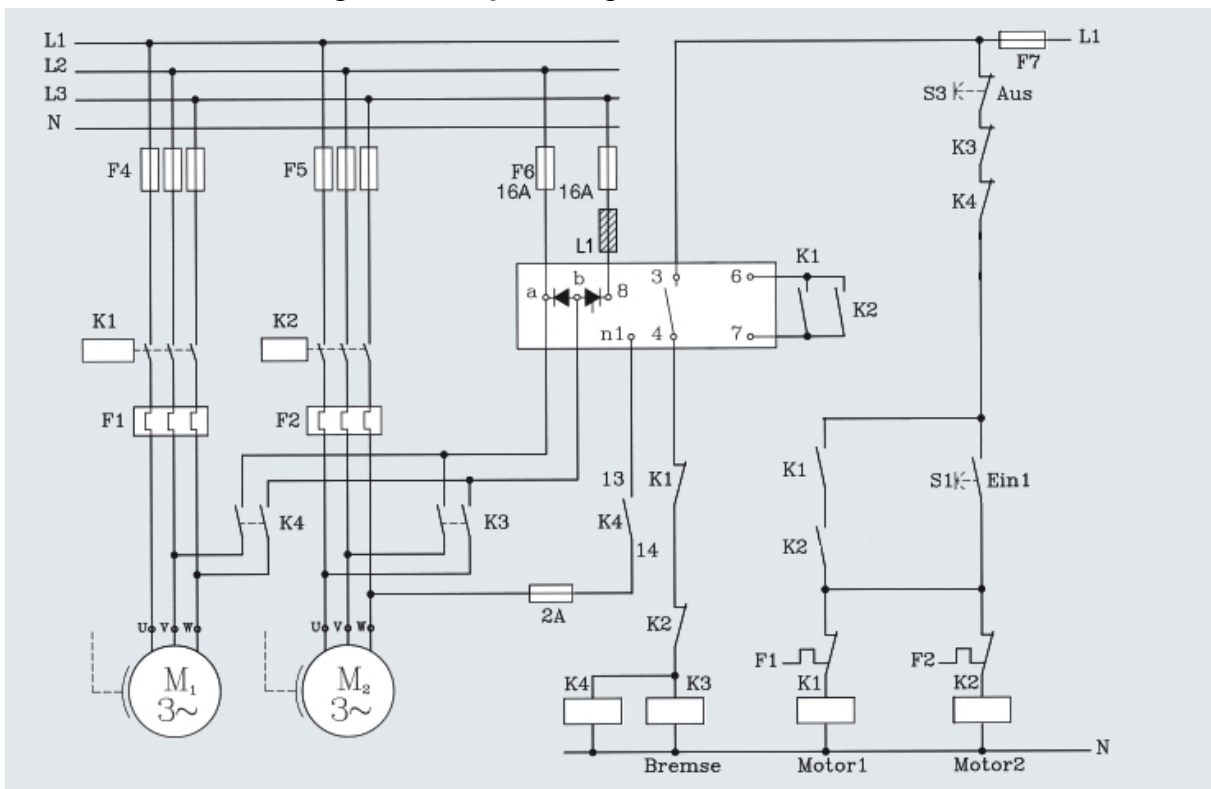 L1
L1
L2
F7
L3
S3
Aus
N
K3
F4
F5
F6
16A
16A
K4
L1
K1
a
b
8
3
6
K2
K1
K2
n1
4
7
F1
F2
K1
S1
Ein1
13
K1
K4
K3
K4
14
K2
2A
K2
U
V
W
U
V
W
F1
F2
M1
3~
M2
3~
K4
K3
K1
K2
N
Bremse
Motor1
Motor2